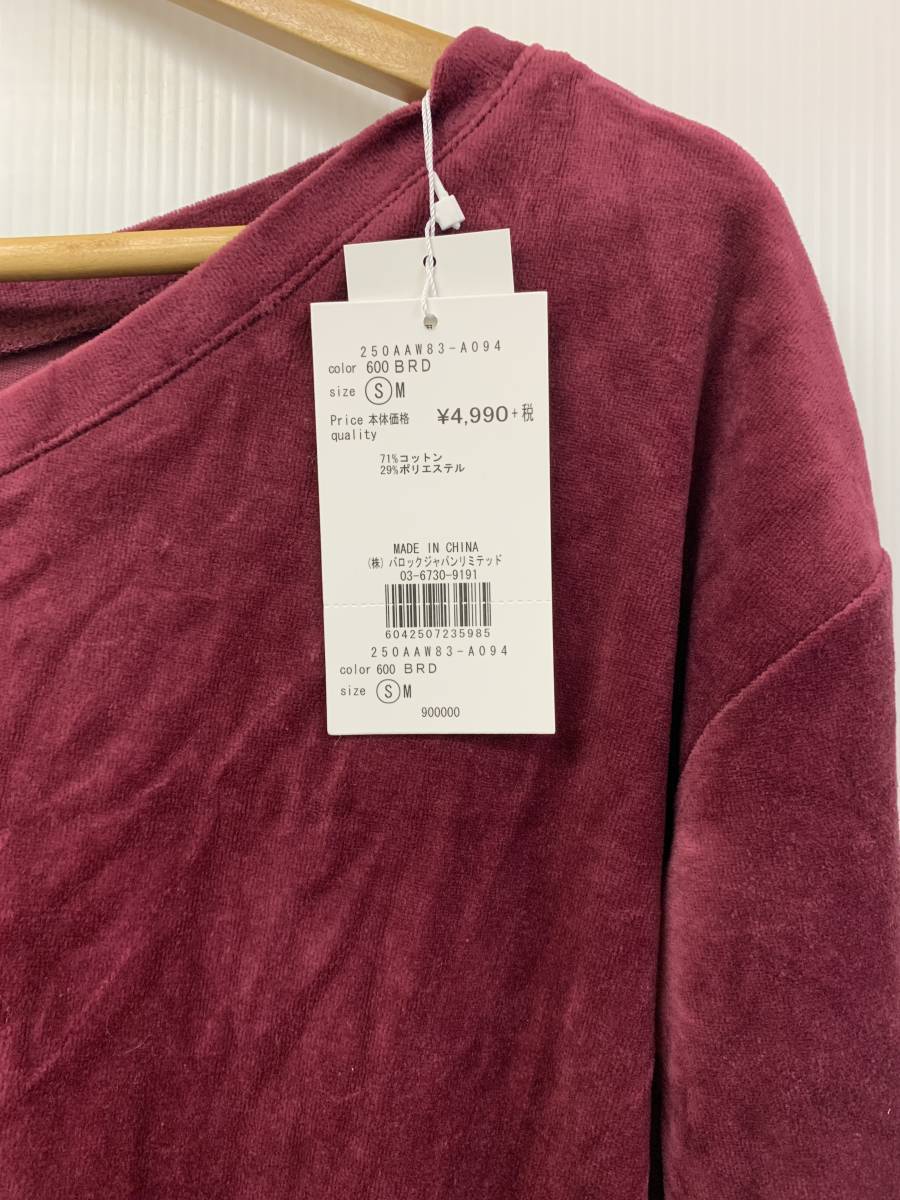 250AAW83-A094
color 600 BRD
size S M
Price 本体価格 ¥4,990+税
quality
71%コットン
29%ポリエステル
MADE IN CHINA
(株) バロックジャパンリミテッド
03-6730-9191
6042507235985
250AAW83-A094
color 600 BRD
size S M
900000